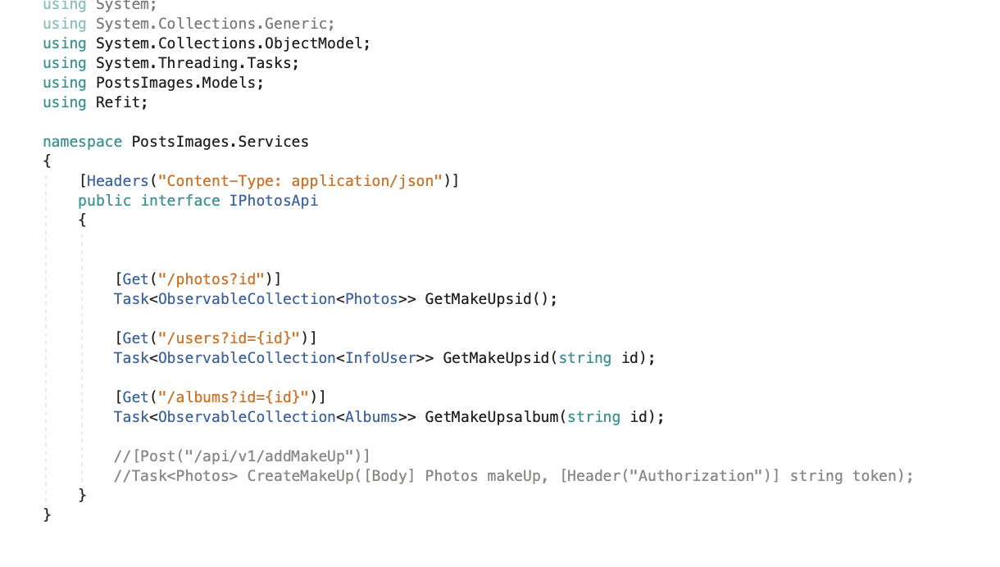 using System;
using System.Collections.Generic;
using System.Collections.ObjectModel;
using System.Threading.Tasks;
using PostsImages.Models;
using Refit;

namespace PostsImages.Services
{
    [Headers("Content-Type: application/json")]
    public interface IPhotosApi
    {

        [Get("/photos?id")]
        Task<ObservableCollection<Photos>> GetMakeUpsid();

        [Get("/users?id={id}")]
        Task<ObservableCollection<InfoUser>> GetMakeUpsid(string id);

        [Get("/albums?id={id}")]
        Task<ObservableCollection<Albums>> GetMakeUpsalbum(string id);

        //[Post("/api/v1/addMakeUp")]
        //Task<Photos> CreateMakeUp([Body] Photos makeUp, [Header("Authorization")] string token);
    }
}